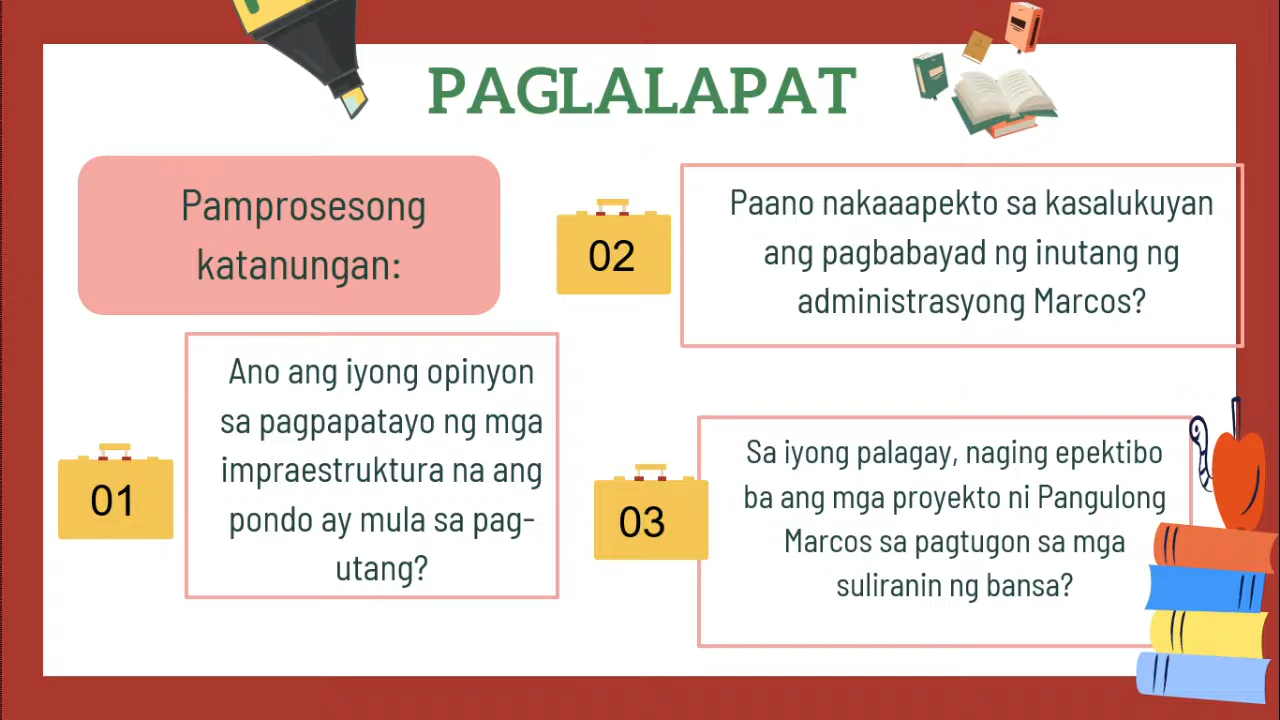 PAGLALAPAT
Pamprosesong
katanungan:
01
Ano ang iyong opinyon
sa pagpapatayo ng mga
impraestruktura na ang
pondo ay mula sa pag-
utang?
02
Paano nakaaapekto sa kasalukuyan
ang pagbabayad ng inutang ng
administrasyong Marcos?
03
Sa iyong palagay, naging epektibo
ba ang mga proyekto ni Pangulong
Marcos sa pagtugon sa mga
suliranin ng bansa?